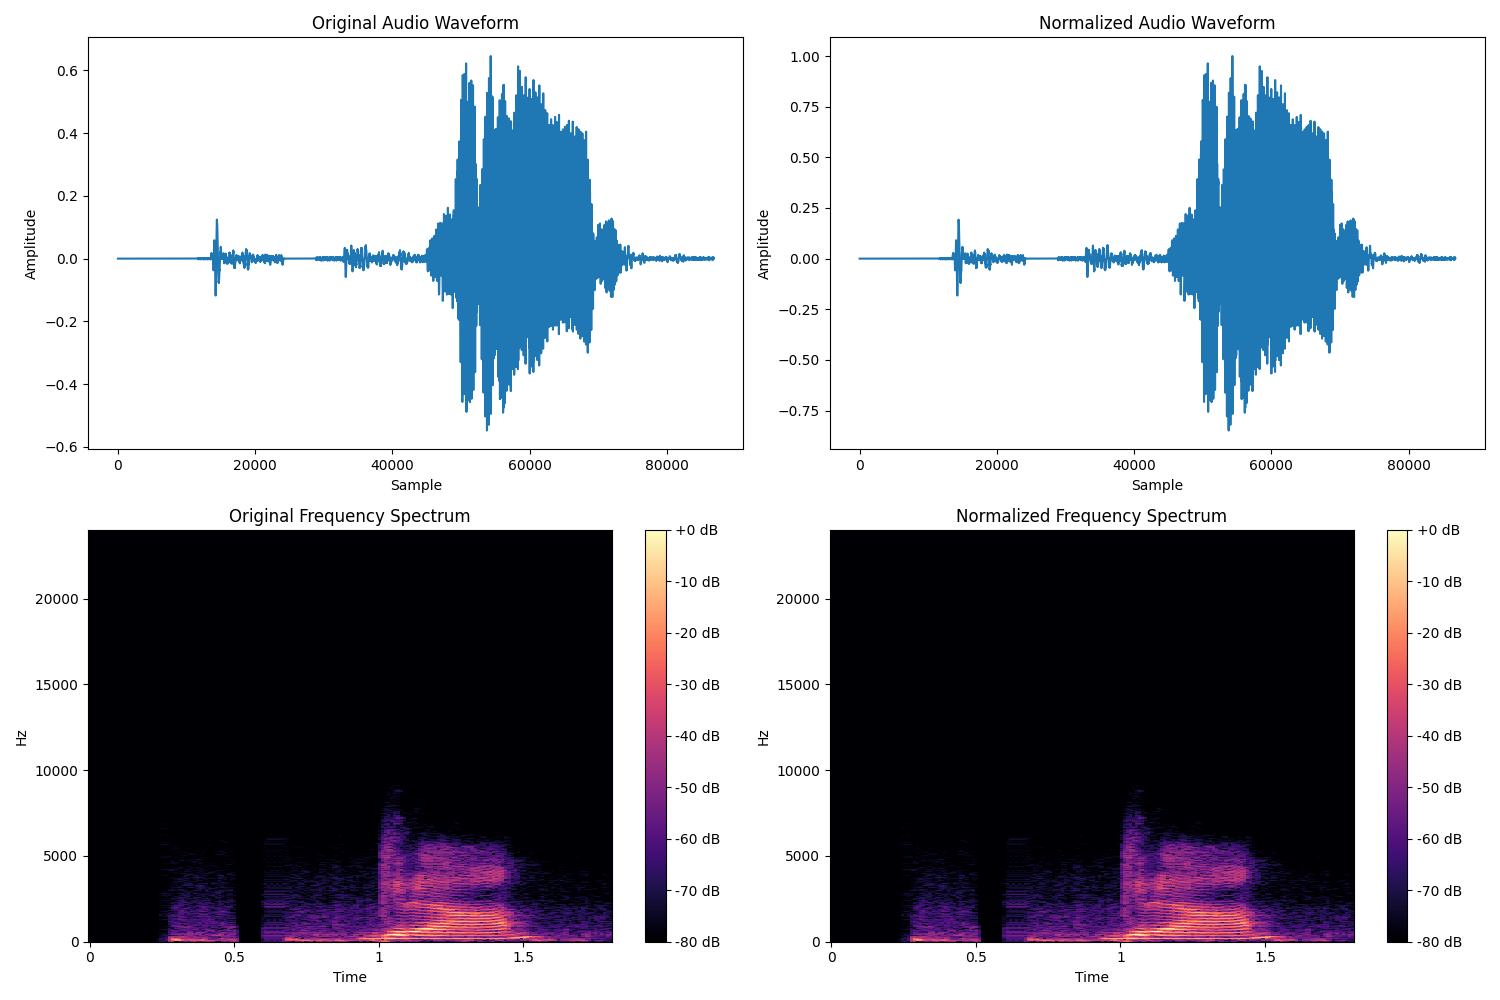 Original Audio Waveform
Normalized Audio Waveform
Amplitude
0.6
0.4
0.2
0.0
−0.2
−0.4
−0.6
0 20000 40000 60000 80000
Sample
Amplitude
1.00
0.75
0.50
0.25
0.00
−0.25
−0.50
−0.75
0 20000 40000 60000 80000
Sample
Original Frequency Spectrum
Hz
20000
15000
10000
5000
0
0 0.5 1 1.5
Time
+0 dB
-10 dB
-20 dB
-30 dB
-40 dB
-50 dB
-60 dB
-70 dB
-80 dB
Normalized Frequency Spectrum
Hz
20000
15000
10000
5000
0
0 0.5 1 1.5
Time
+0 dB
-10 dB
-20 dB
-30 dB
-40 dB
-50 dB
-60 dB
-70 dB
-80 dB